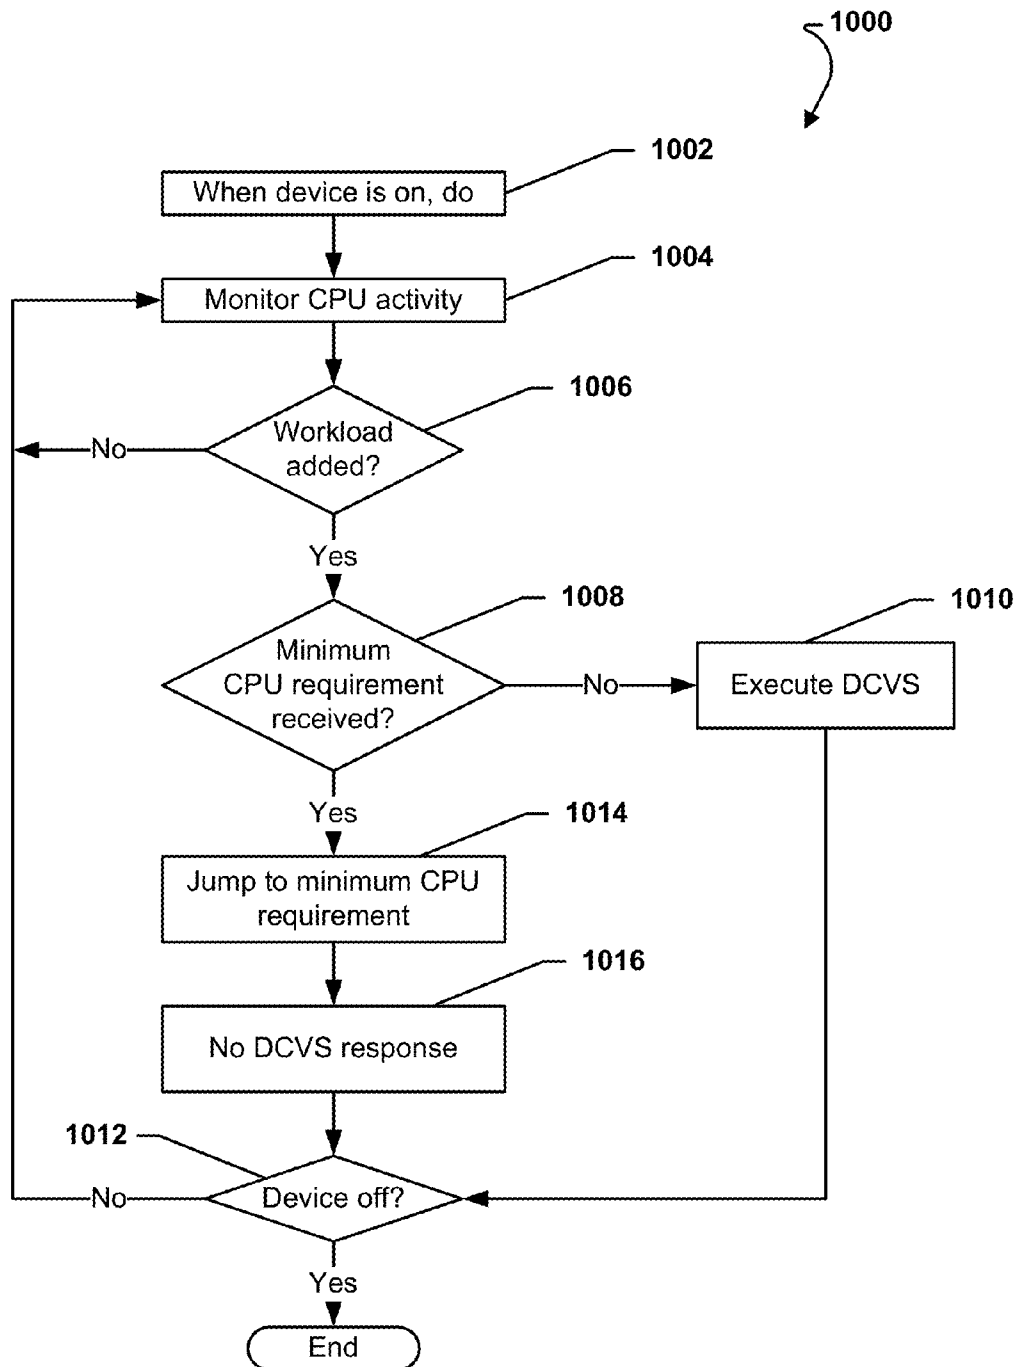 1000
1002
When device is on, do
1004
Monitor CPU activity
1006
Workload
added?
No
Yes
1008
1010
Minimum
CPU requirement
received?
No
Execute DCVS
Yes
1014
Jump to minimum CPU
requirement
1016
No DCVS response
1012
Device off?
No
Yes
End